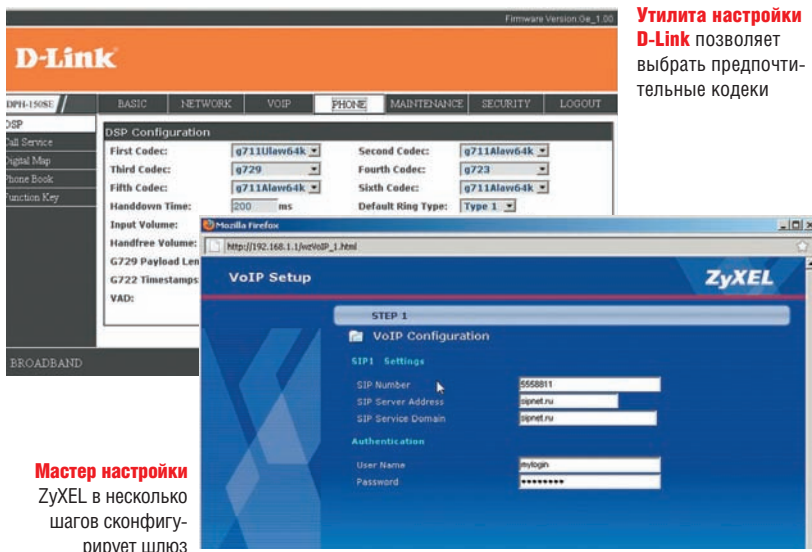 Firmware Version:Ge_1.00
D-Link
DPH-150SE
BASIC NETWORK VOIP PHONE MAINTENANCE SECURITY LOGOUT
DSP
Call Service
Digital Map
Phone Book
Function Key
DSP Configuration
First Codec: g711Ulaw64k Second Codec: g711Alaw64k
Third Codec: g729 Fourth Codec: g723
Fifth Codec: g711Alaw64k Sixth Codec: g711Alaw64k
Handdown Time: 200 ms Default Ring Type: Type 1
Input Volume:
Handfree Volume:
G729 Payload Len
G722 Timestamps
VAD:
BROADBAND
Утилита настройки
D-Link позволяет
выбрать предпочти-
тельные кодеки
Mozilla Firefox
http://192.168.1.1/wzVoIP_1.html
VoIP Setup
ZyXEL
STEP 1
VoIP Configuration
SIP1 Settings
SIP Number 5558811
SIP Server Address sipnet.ru
SIP Service Domain sipnet.ru
Authentication
User Name mylogin
Password ********
Мастер настройки
ZyXEL в несколько
шагов сконфигу-
рирует шлюз